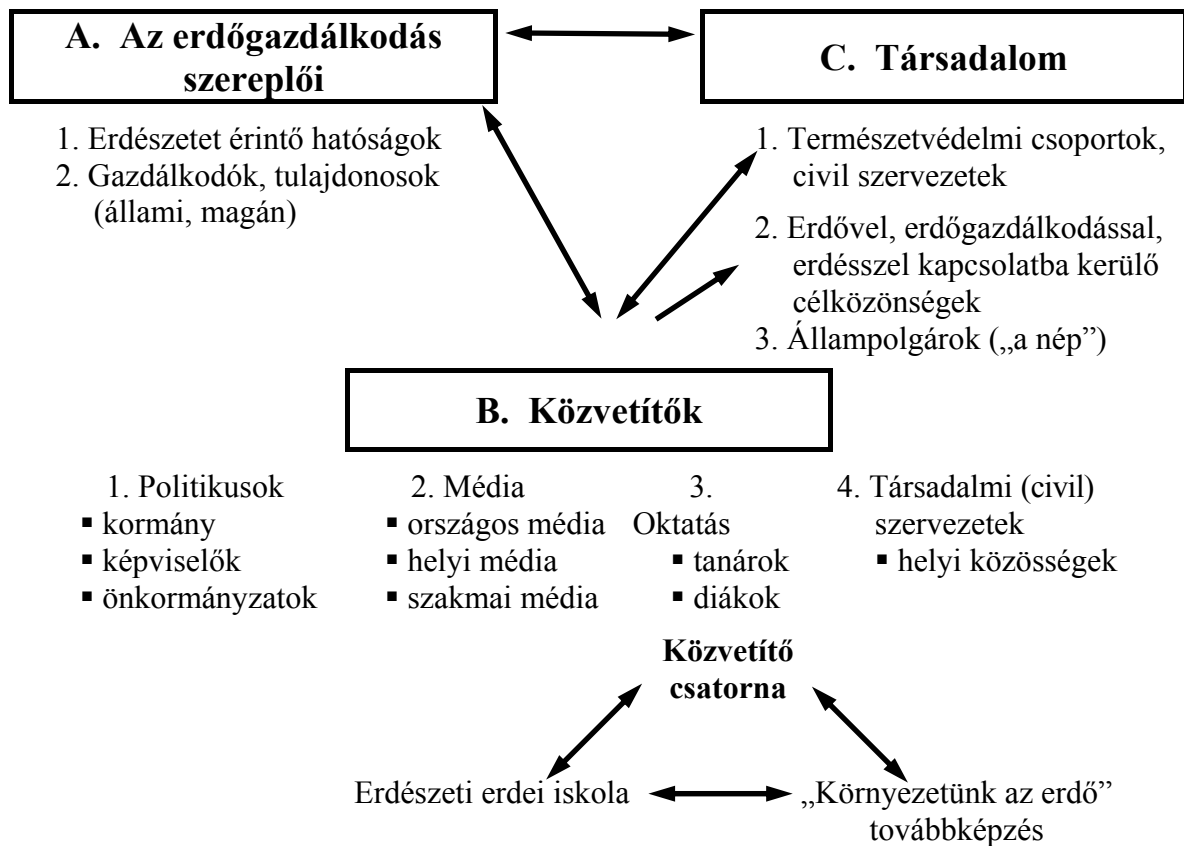 A. Az erdőgazdálkodás
szereplői
1. Erdészetet érintő hatóságok
2. Gazdálkodók, tulajdonosok
(állami, magán)
C. Társadalom
1. Természetvédelmi csoportok,
civil szervezetek
2. Erdővel, erdőgazdálkodással,
erdésszel kapcsolatba kerülő
célközönségek
3. Állampolgárok („a nép”)
B. Közvetítők
1. Politikusok
▪ kormány
▪ képviselők
▪ önkormányzatok
2. Média
▪ országos média
▪ helyi média
▪ szakmai média
3.
Oktatás
▪ tanárok
▪ diákok
4. Társadalmi (civil)
szervezetek
▪ helyi közösségek
Közvetítő
csatorna
Erdészeti erdei iskola
„Környezetünk az erdő”
továbbképzés